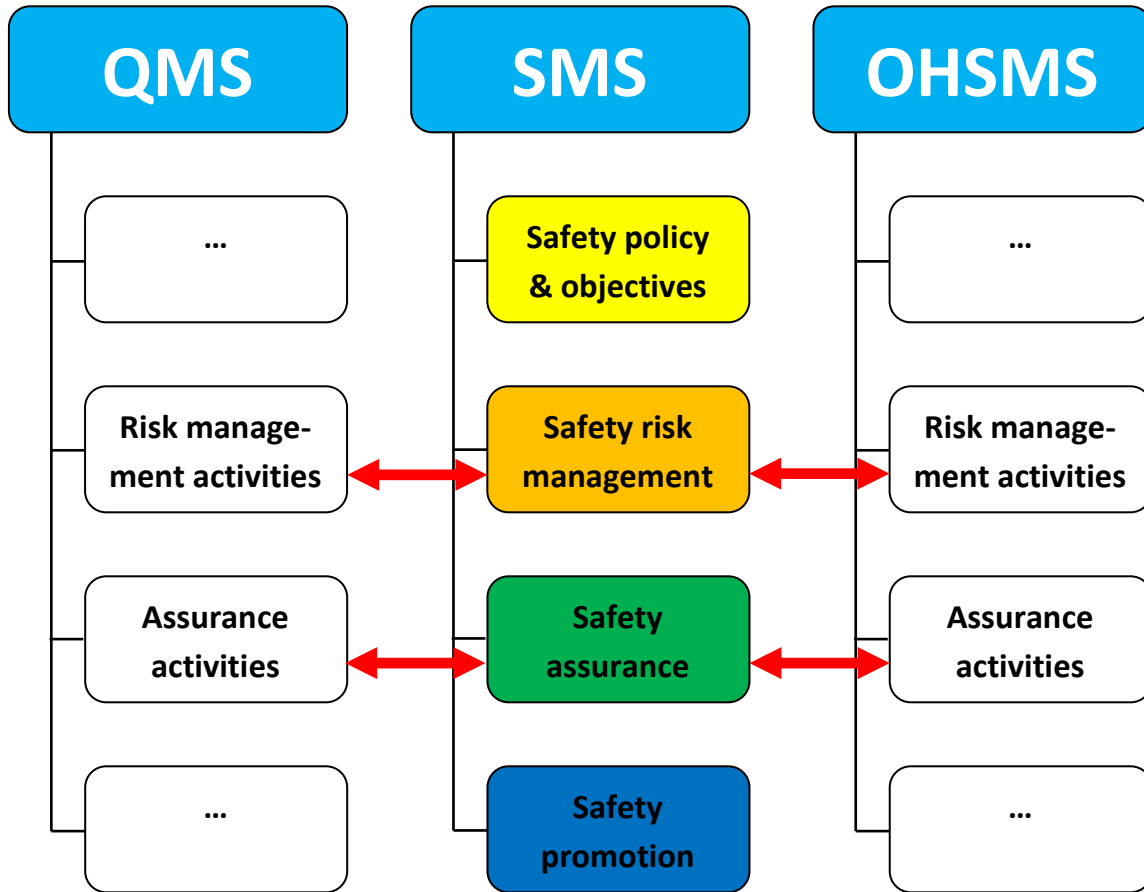 QMS
SMS
OHSMS
...
Safety policy
& objectives
...
Risk manage-
ment activities
Safety risk
management
Risk manage-
ment activities
Assurance
activities
Safety
assurance
Assurance
activities
...
Safety
promotion
...